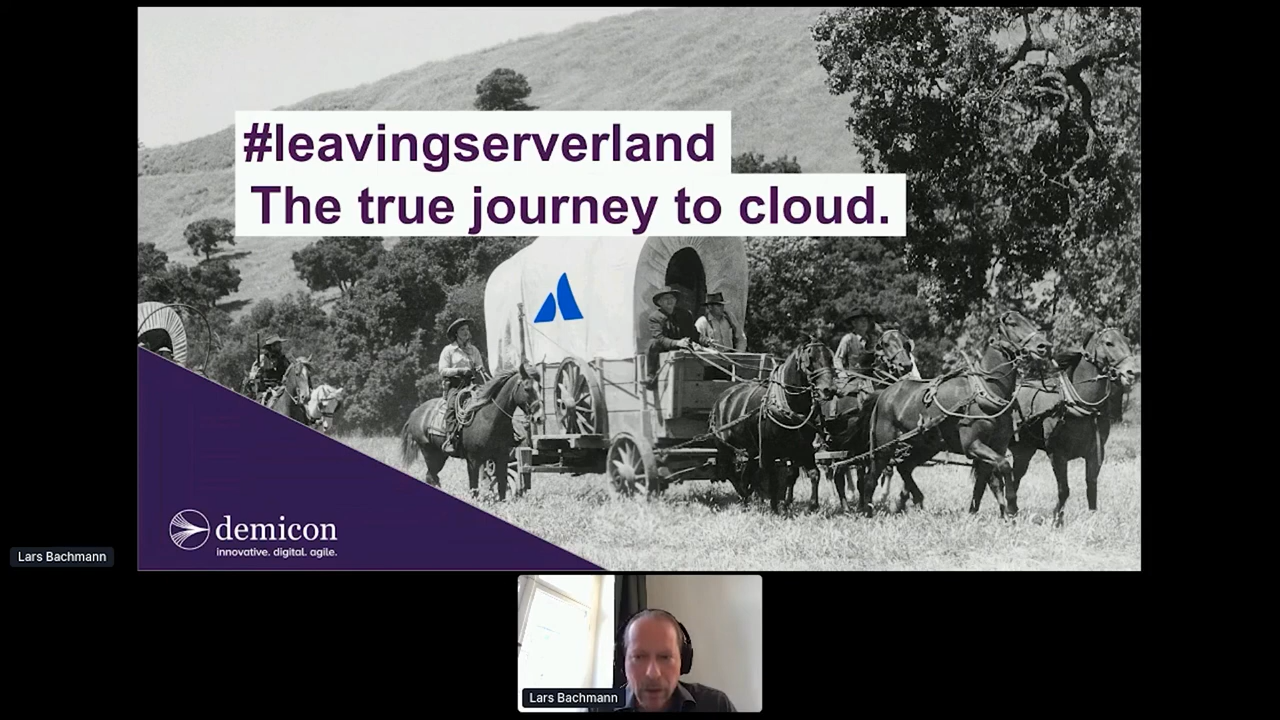 #leavingserverland
The true journey to cloud.
demicon
innovative. digital. agile.
Lars Bachmann
Lars Bachmann